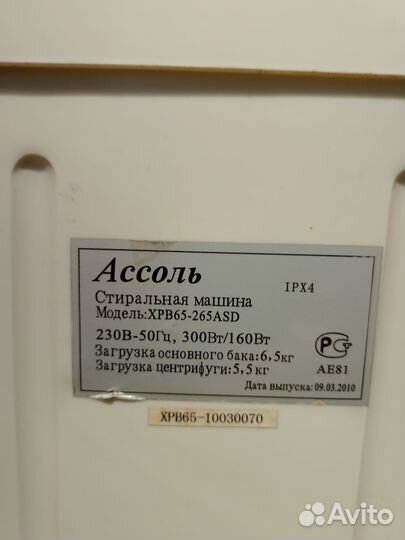 Ассоль
IPX4
Стиральная машина
Модель:XPB65-265ASD
230В-50Гц, 300Вт/160Вт
Загрузка основного бака:6,5кг
Загрузка центрифуги:5,5кг
АЕ81
Дата выпуска: 09.03.2010
XPB65-10030070
Avito